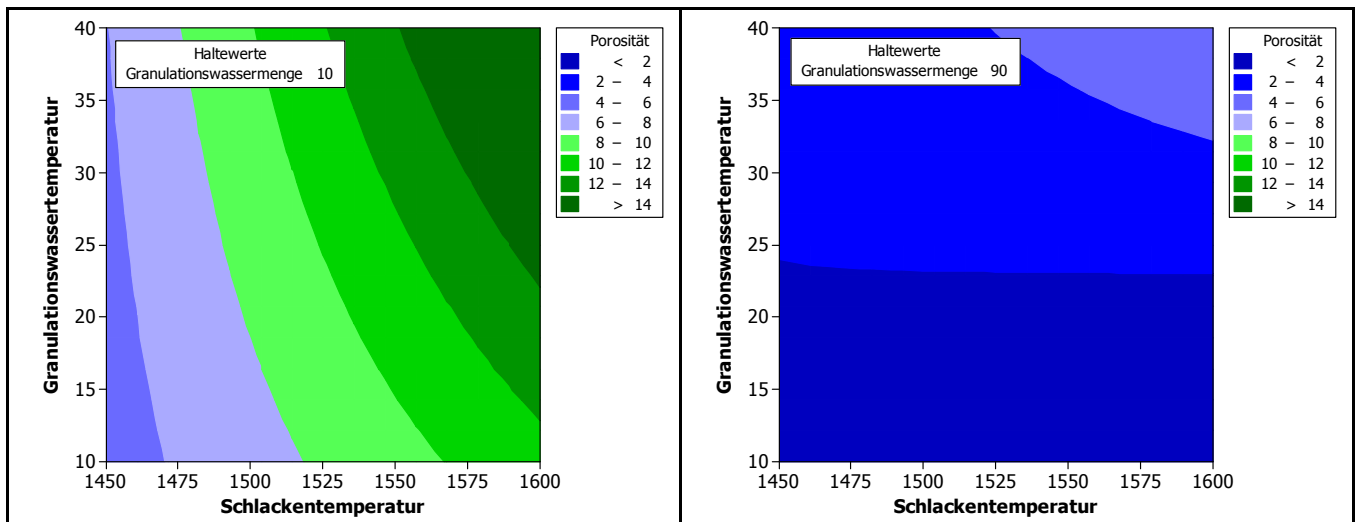 Haltewerte
Granulationswassermenge 10
Porosität
< 2
2 – 4
4 – 6
6 – 8
8 – 10
10 – 12
12 – 14
> 14
Granulationswassertemperatur
40
35
30
25
20
15
10
1450 1475 1500 1525 1550 1575 1600
Schlackentemperatur
Haltewerte
Granulationswassermenge 90
Porosität
< 2
2 – 4
4 – 6
6 – 8
8 – 10
10 – 12
12 – 14
> 14
Granulationswassertemperatur
40
35
30
25
20
15
10
1450 1475 1500 1525 1550 1575 1600
Schlackentemperatur